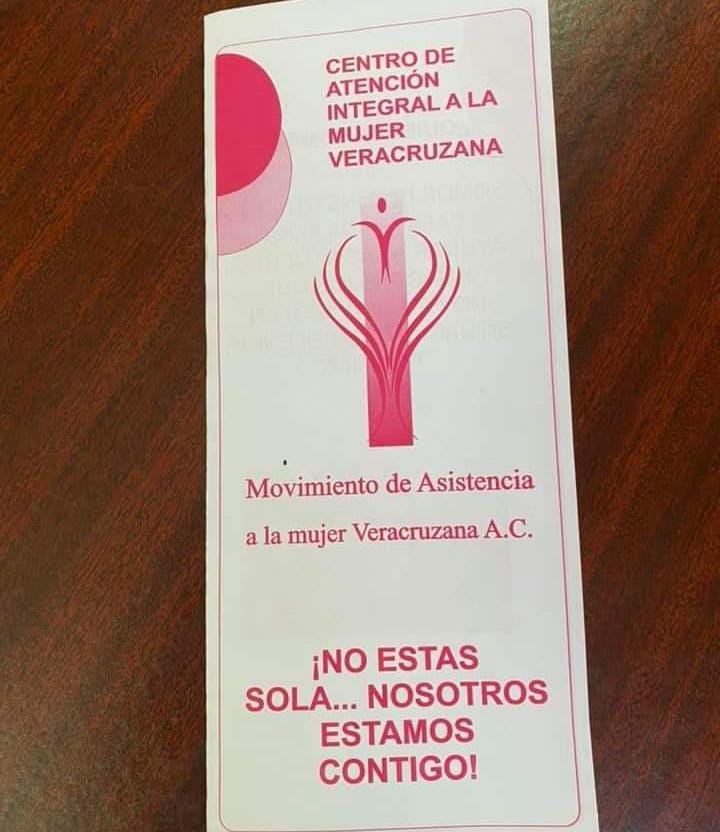 CENTRO DE
ATENCIÓN
INTEGRAL A LA
MUJER
VERACRUZANA
Movimiento de Asistencia
a la mujer Veracruzana A.C.
¡NO ESTAS
SOLA... NOSOTROS
ESTAMOS
CONTIGO!